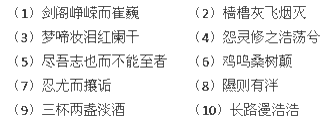 （1）剑阁峥嵘而崔巍 （2）樯橹灰飞烟灭
（3）梦啼妆泪红阑干 （4）怨灵修之浩荡兮
（5）尽吾志也而不能至者 （6）鸡鸣桑树颠
（7）忍尤而攘诟 （8）隰则有泮
（9）三杯两盏淡酒 （10）长路漫浩浩